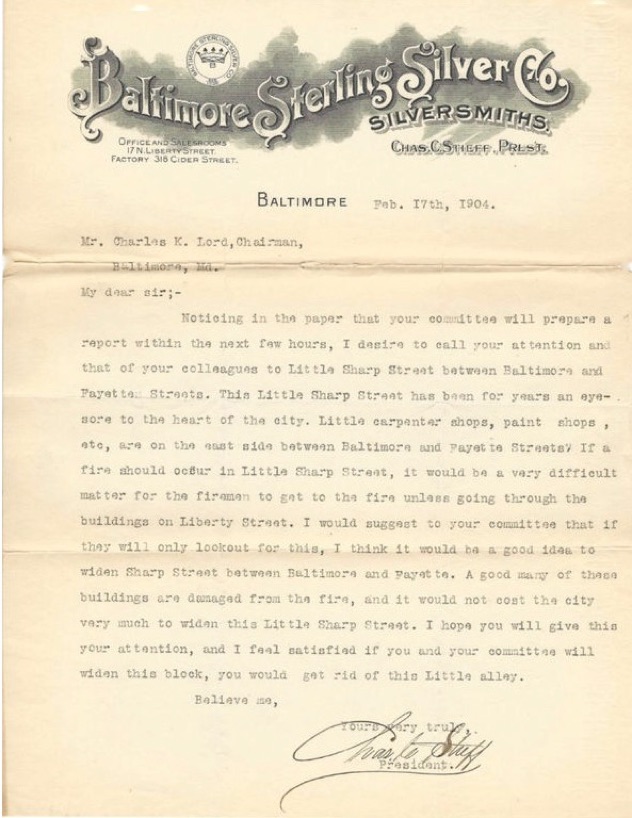 BALTIMORE STERLING SILVER CO.
B
Baltimore Sterling Silver Co.
SILVERSMITHS.
OFFICE AND SALESROOMS
17 N. LIBERTY STREET.
FACTORY 318 CIDER STREET.
CHAS. C. STIEFF, PREST.
BALTIMORE Feb. 17th, 1904.
Mr. Charles K. Lord,Chairman,
Baltimore, Md.
My dear sir;-
Noticing in the paper that your committee will prepare a
report within the next few hours, I desire to call your attention and
that of your colleagues to Little Sharp Street between Baltimore and
Fayette Streets. This Little Sharp Street has been for years an eye-
sore to the heart of the city. Little carpenter shops, paint shops ,
etc, are on the east side between Baltimore and Fayette Streets? If a
fire should occur in Little Sharp Street, it would be a very difficult
matter for the firemen to get to the fire unless going through the
buildings on Liberty Street. I would suggest to your committee that if
they will only lookout for this, I think it would be a good idea to
widen Sharp Street between Baltimore and Fayette. A good many of these
buildings are damaged from the fire, and it would not cost the city
very much to widen this Little Sharp Street. I hope you will give this
your attention, and I feel satisfied if you and your committee will
widen this block, you would get rid of this Little alley.
Believe me,
Yours very truly,
Chas. C. Stieff
President.